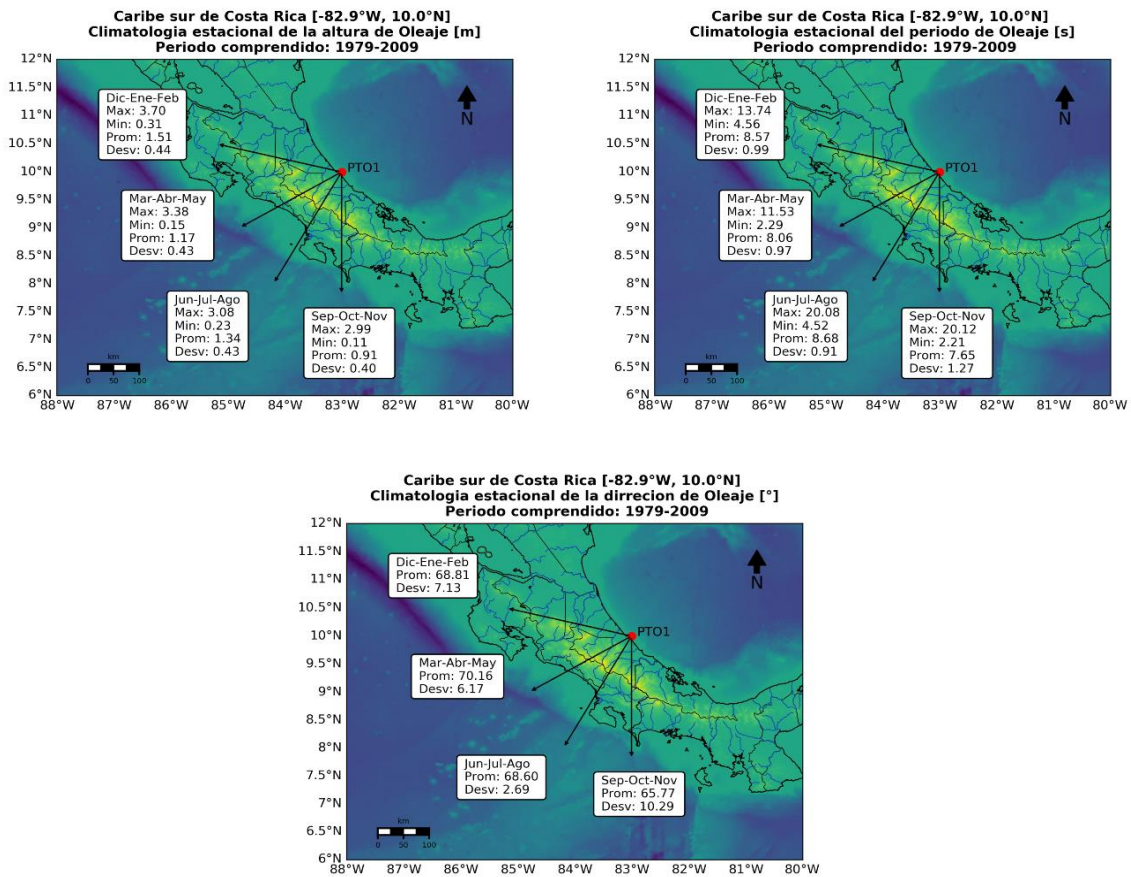 Caribe sur de Costa Rica [-82.9°W, 10.0°N]
Climatologia estacional de la altura de Oleaje [m]
Periodo comprendido: 1979-2009
12°N
11.5°N
11°N
10.5°N
10°N
9.5°N
9°N
8.5°N
8°N
7.5°N
7°N
6.5°N
6°N
88°W
87°W
86°W
85°W
84°W
83°W
82°W
81°W
80°W
Dic-Ene-Feb
Max: 3.70
Min: 0.31
Prom: 1.51
Desv: 0.44
N
PTO1
Mar-Abr-May
Max: 3.38
Min: 0.15
Prom: 1.17
Desv: 0.43
Jun-Jul-Ago
Max: 3.08
Min: 0.23
Prom: 1.34
Desv: 0.43
Sep-Oct-Nov
Max: 2.99
Min: 0.11
Prom: 0.91
Desv: 0.40
km
0 50 100
Caribe sur de Costa Rica [-82.9°W, 10.0°N]
Climatologia estacional del periodo de Oleaje [s]
Periodo comprendido: 1979-2009
12°N
11.5°N
11°N
10.5°N
10°N
9.5°N
9°N
8.5°N
8°N
7.5°N
7°N
6.5°N
6°N
88°W
87°W
86°W
85°W
84°W
83°W
82°W
81°W
80°W
Dic-Ene-Feb
Max: 13.74
Min: 4.56
Prom: 8.57
Desv: 0.99
N
PTO1
Mar-Abr-May
Max: 11.53
Min: 2.29
Prom: 8.06
Desv: 0.97
Jun-Jul-Ago
Max: 20.08
Min: 4.52
Prom: 8.68
Desv: 0.91
Sep-Oct-Nov
Max: 20.12
Min: 2.21
Prom: 7.65
Desv: 1.27
km
0 50 100
Caribe sur de Costa Rica [-82.9°W, 10.0°N]
Climatologia estacional de la dirrecion de Oleaje [°]
Periodo comprendido: 1979-2009
12°N
11.5°N
11°N
10.5°N
10°N
9.5°N
9°N
8.5°N
8°N
7.5°N
7°N
6.5°N
6°N
88°W
87°W
86°W
85°W
84°W
83°W
82°W
81°W
80°W
Dic-Ene-Feb
Prom: 68.81
Desv: 7.13
N
PTO1
Mar-Abr-May
Prom: 70.16
Desv: 6.17
Jun-Jul-Ago
Prom: 68.60
Desv: 2.69
Sep-Oct-Nov
Prom: 65.77
Desv: 10.29
km
0 50 100